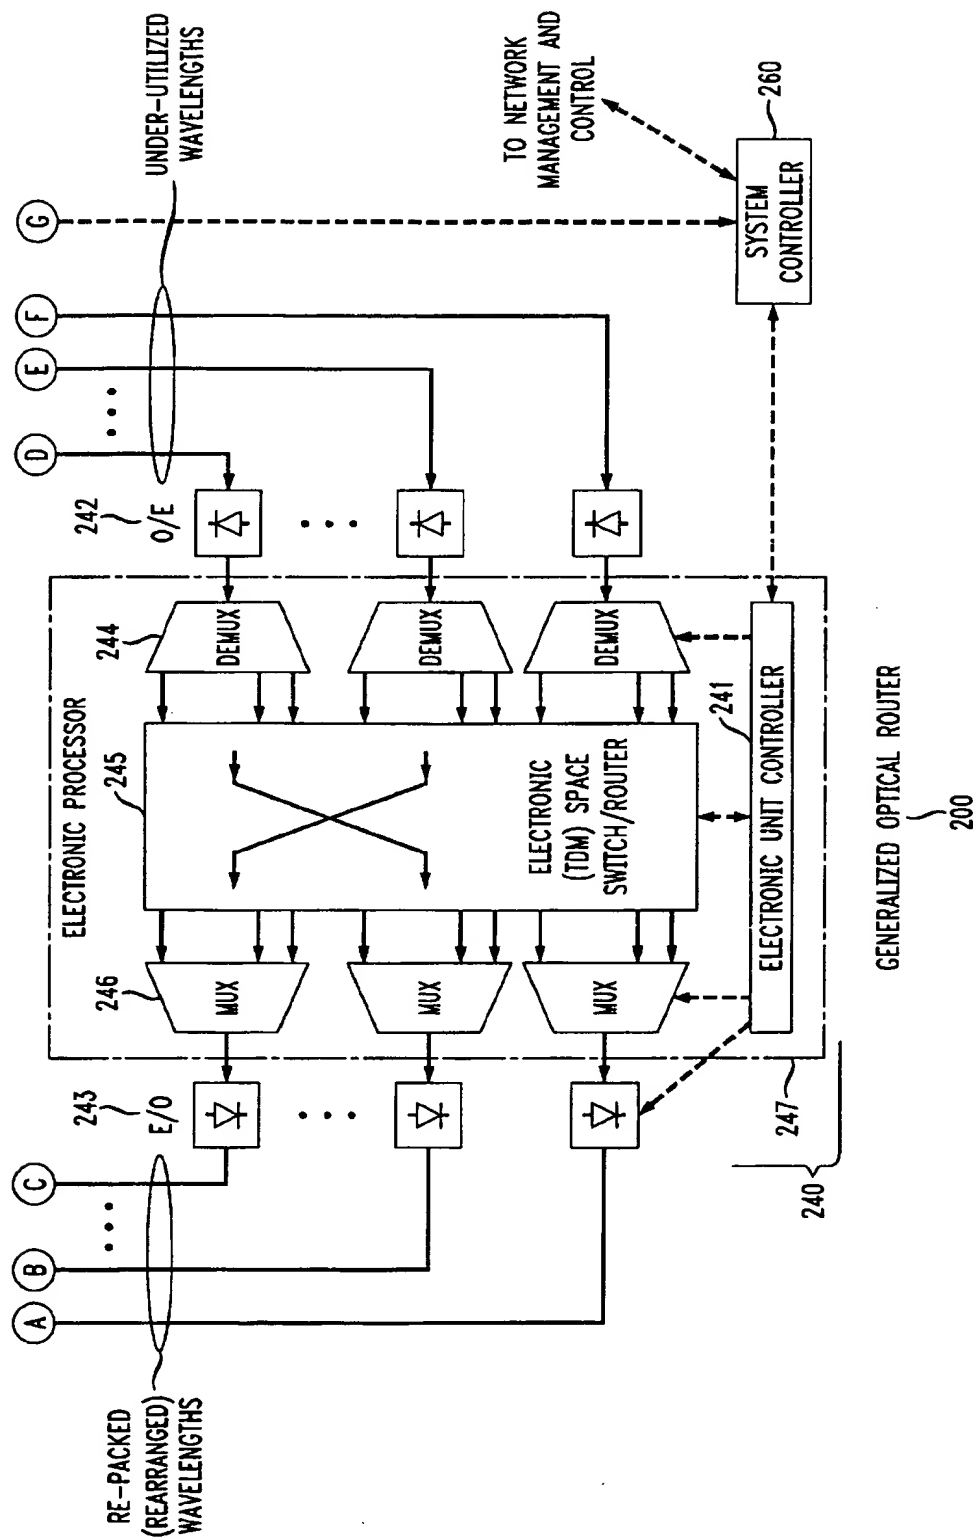 RE-PACKED
(REARRANGED)
WAVELENGTHS
A
B
C
D
E
F
G
UNDER-UTILIZED
WAVELENGTHS
243
E/O
242
O/E
ELECTRONIC PROCESSOR
246
245
244
MUX
MUX
MUX
DEMUX
DEMUX
DEMUX
ELECTRONIC
(TDM) SPACE
SWITCH/ROUTER
TO NETWORK
MANAGEMENT AND
CONTROL
SYSTEM
CONTROLLER
260
241
ELECTRONIC UNIT CONTROLLER
247
240
GENERALIZED OPTICAL ROUTER
200